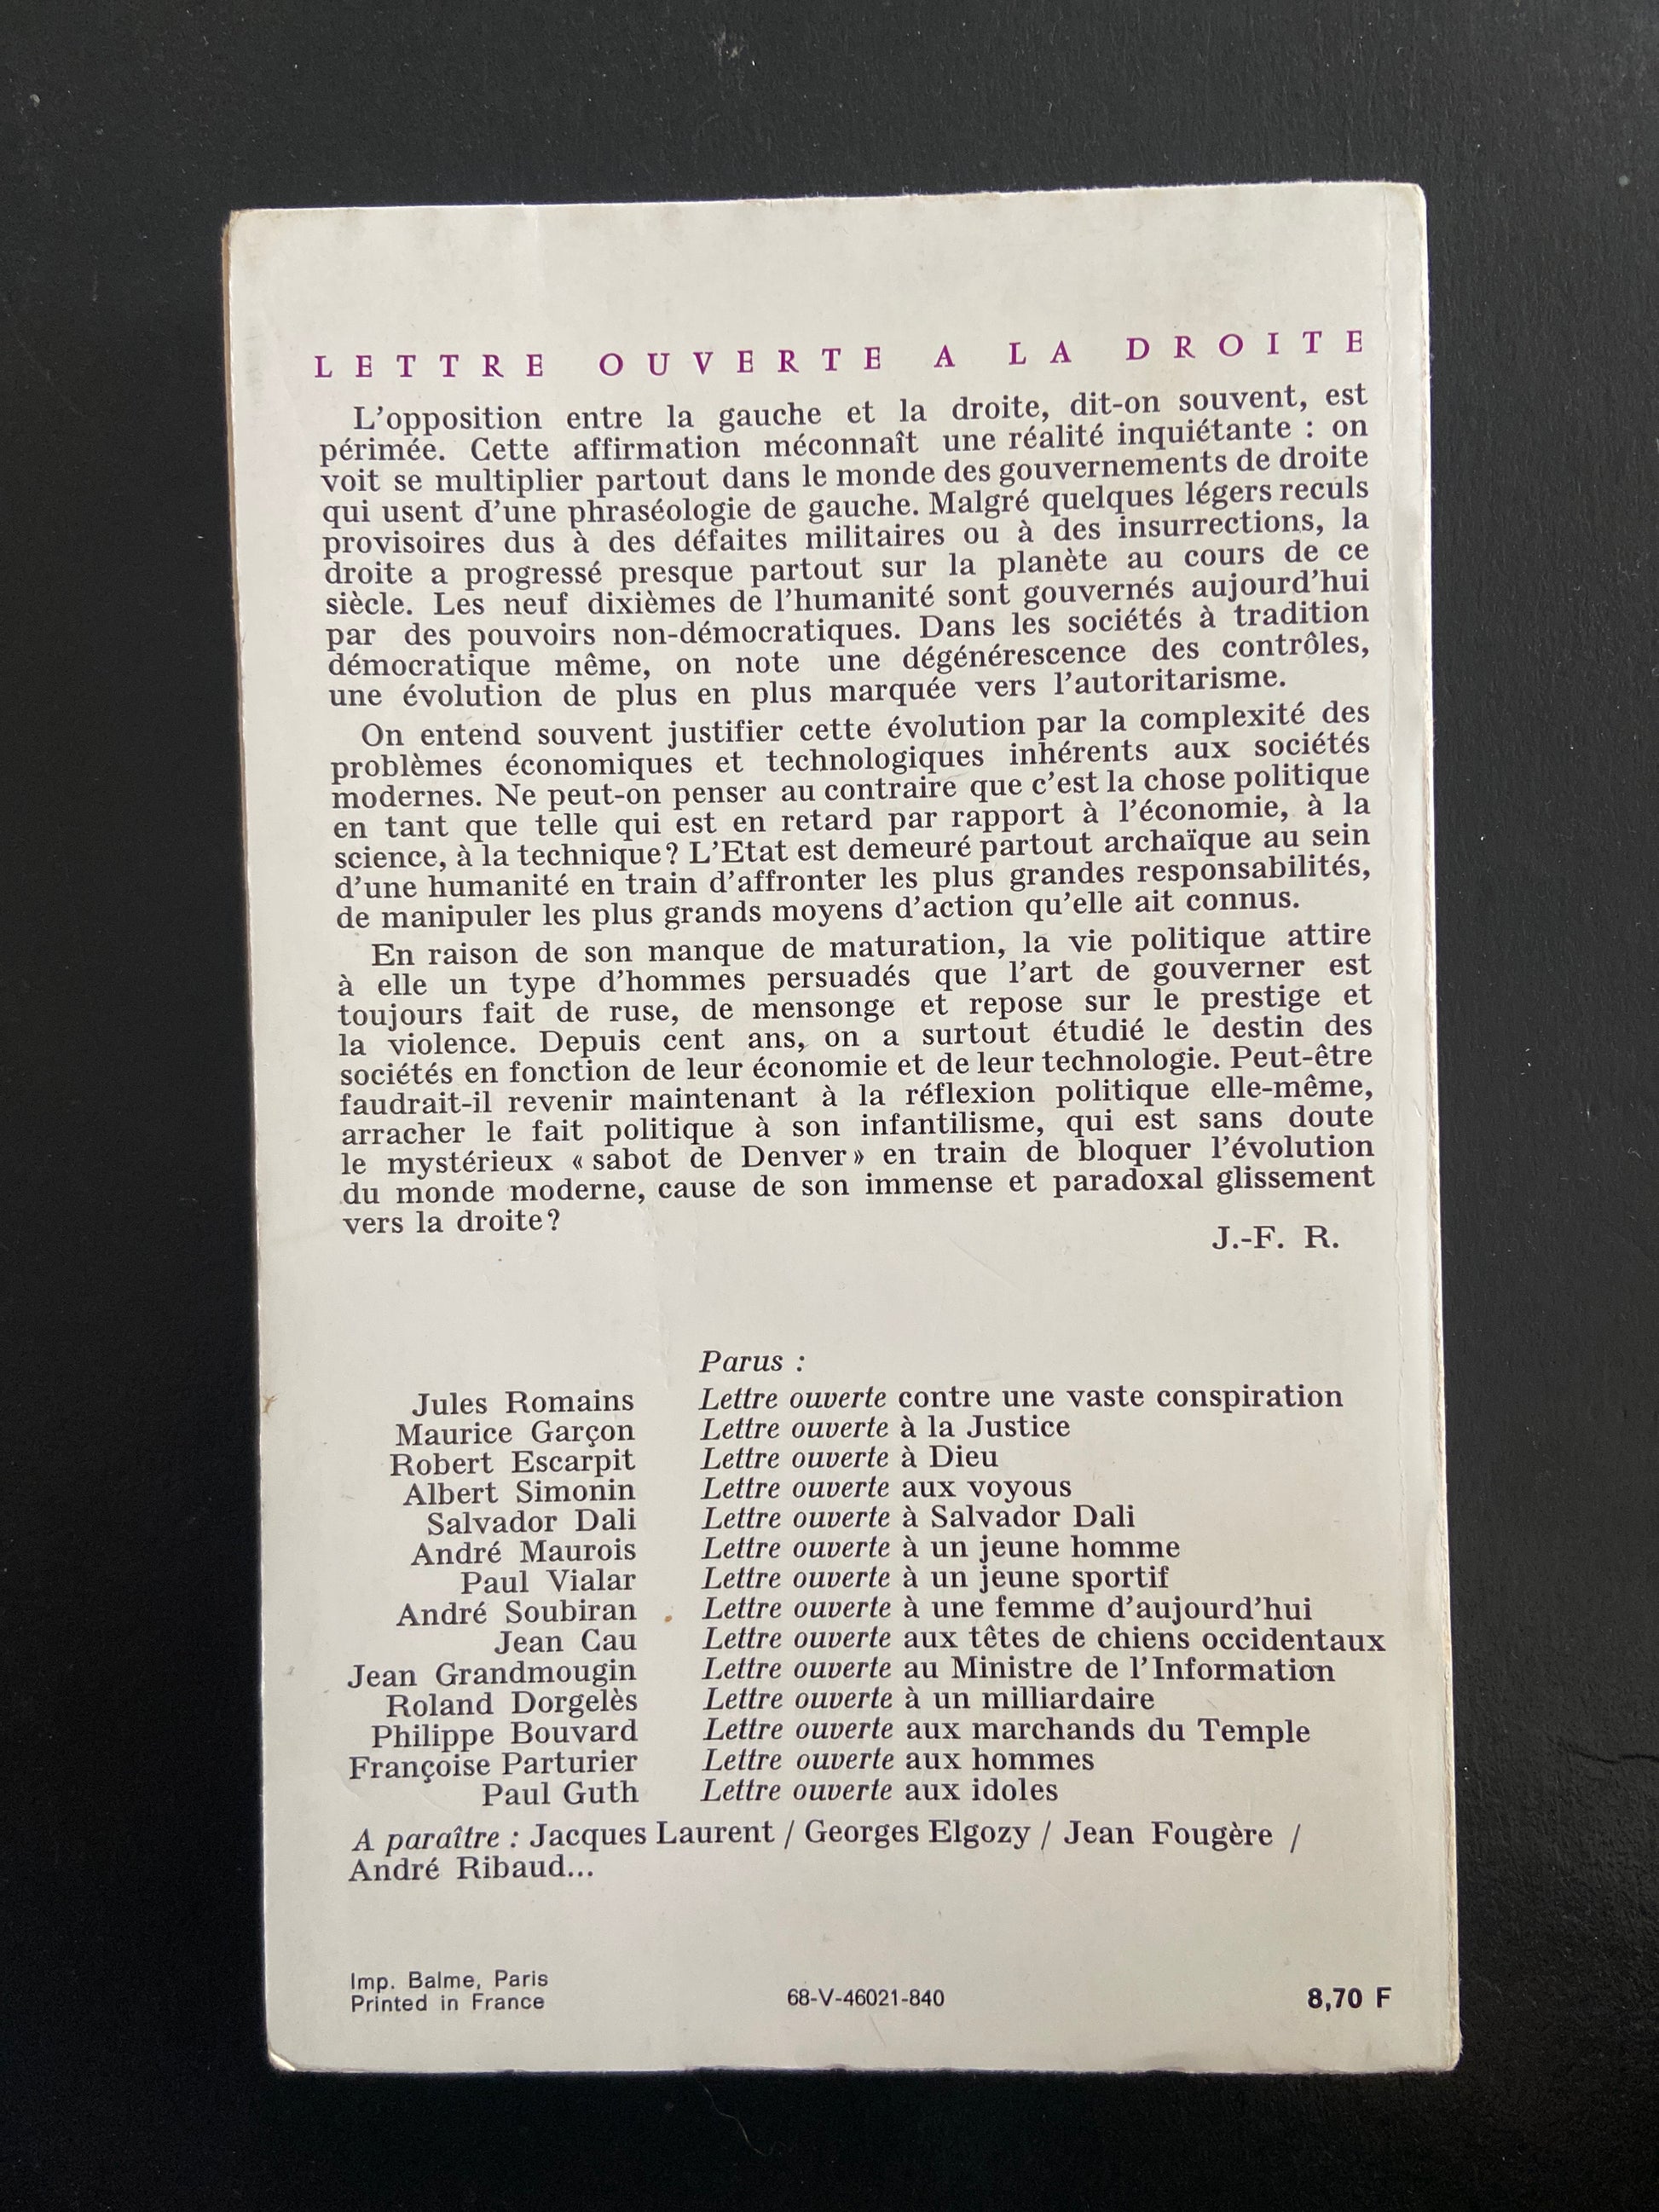 LETTRE OUVERTE A LA DROITE
L'opposition entre la gauche et la droite, dit-on souvent, est
périmée. Cette affirmation méconnaît une réalité inquiétante : on
voit se multiplier partout dans le monde des gouvernements de droite
qui usent d'une phraséologie de gauche. Malgré quelques légers reculs
provisoires dus à des défaites militaires ou à des insurrections, la
droite a progressé presque partout sur la planète au cours de ce
siècle. Les neuf dixièmes de l'humanité sont gouvernés aujourd'hui
par des pouvoirs non-démocratiques. Dans les sociétés à tradition
démocratique même, on note une dégénérescence des contrôles,
une évolution de plus en plus marquée vers l'autoritarisme.
On entend souvent justifier cette évolution par la complexité des
problèmes économiques et technologiques inhérents aux sociétés
modernes. Ne peut-on penser au contraire que c'est la chose politique
en tant que telle qui est en retard par rapport à l'économie, à la
science, à la technique? L'Etat est demeuré partout archaïque au sein
d'une humanité en train d'affronter les plus grandes responsabilités,
de manipuler les plus grands moyens d'action qu'elle ait connus.
En raison de son manque de maturation, la vie politique attire
à elle un type d'hommes persuadés que l'art de gouverner est
toujours fait de ruse, de mensonge et repose sur le prestige et
la violence. Depuis cent ans, on a surtout étudié le destin des
sociétés en fonction de leur économie et de leur technologie. Peut-être
faudrait-il revenir maintenant à la réflexion politique elle-même,
arracher le fait politique à son infantilisme, qui est sans doute
le mystérieux « sabot de Denver » en train de bloquer l'évolution
du monde moderne, cause de son immense et paradoxal glissement
vers la droite?
J.-F. R.
Parus :
Jules Romains Lettre ouverte contre une vaste conspiration
Maurice Garçon Lettre ouverte à la Justice
Robert Escarpit Lettre ouverte à Dieu
Albert Simonin Lettre ouverte aux voyous
Salvador Dali Lettre ouverte à Salvador Dali
André Maurois Lettre ouverte à un jeune homme
Paul Vialar Lettre ouverte à un jeune sportif
André Soubiran Lettre ouverte à une femme d'aujourd'hui
Jean Cau Lettre ouverte aux têtes de chiens occidentaux
Jean Grandmougin Lettre ouverte au Ministre de l'Information
Roland Dorgelès Lettre ouverte à un milliardaire
Philippe Bouvard Lettre ouverte aux marchands du Temple
Françoise Parturier Lettre ouverte aux hommes
Paul Guth Lettre ouverte aux idoles
A paraître : Jacques Laurent / Georges Elgozy / Jean Fougère /
André Ribaud...
Imp. Balme, Paris
Printed in France
68-V-46021-840
8,70 F